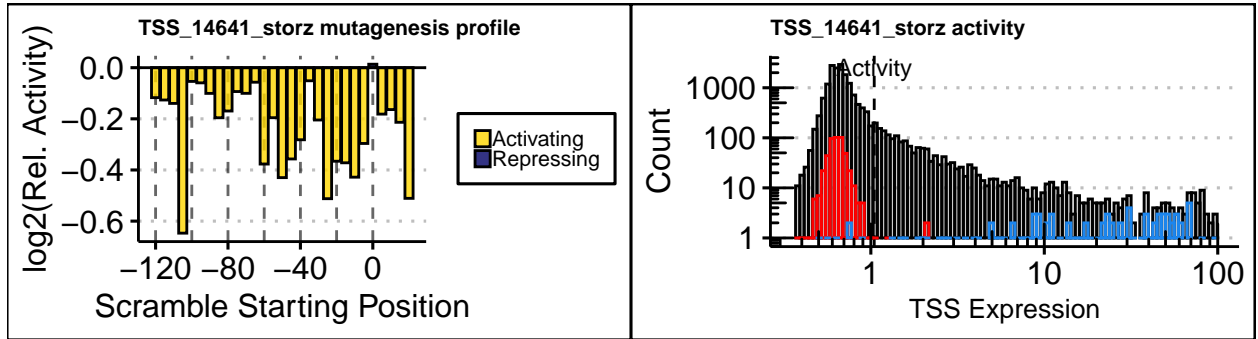 TSS_14641_storz mutagenesis profile
log2(Rel. Activity)
0.0
−0.2
−0.4
−0.6
−120
−80
−40
0
Scramble Starting Position
Activating
Repressing
TSS_14641_storz activity
Activity
Count
1000
100
10
1
1
10
100
TSS Expression